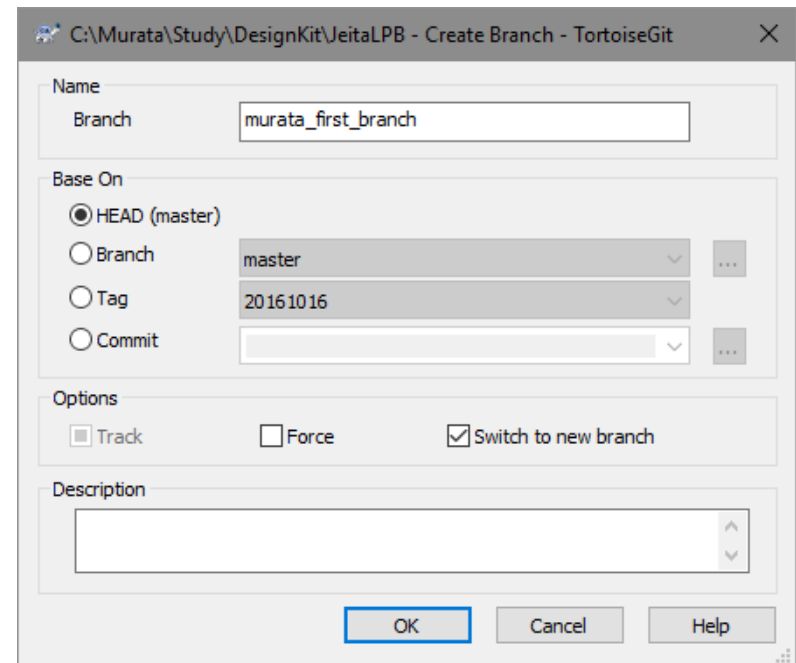 C:\Murata\Study\DesignKit\JeitaLPB - Create Branch - TortoiseGit
Name
Branch murata_first_branch
Base On
HEAD (master)
Branch master ...
Tag 20161016
Commit ...
Options
Track Force Switch to new branch
Description
OK Cancel Help